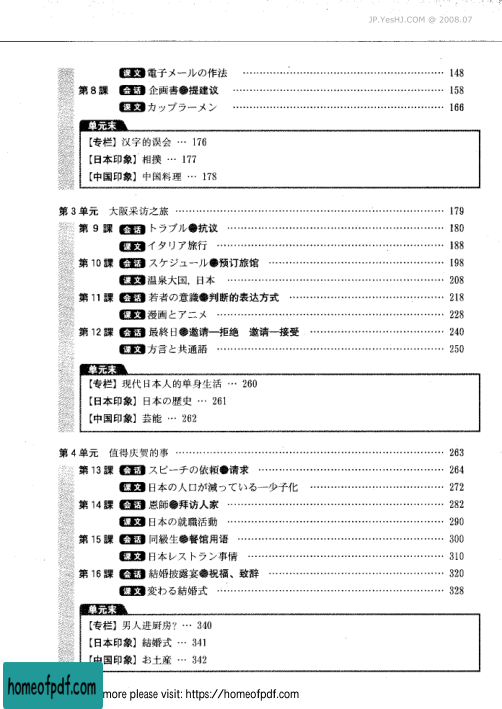 JP.YesHJ.COM @ 2008.07
课文 電子メールの作法 ………… 148
第8課 会话 企画書●提建议 ………… 158
课文 カップラーメン ………… 166
单元末
【专栏】汉字的误会 … 176
【日本印象】相撲 … 177
【中国印象】中国料理 … 178
第3单元 大阪采访之旅 ………… 179
第9課 会话 トラブル●抗议 ………… 180
课文 イタリア旅行 ………… 188
第10課 会话 スケジュール●预订旅馆 ………… 198
课文 温泉大国，日本 ………… 208
第11課 会话 若者の意識●判断的表达方式 ………… 218
课文 漫画とアニメ ………… 228
第12課 会话 最終日●邀请—拒绝 邀请—接受 ………… 240
课文 方言と共通語 ………… 250
单元末
【专栏】现代日本人的单身生活 … 260
【日本印象】日本の歴史 … 261
【中国印象】芸能 … 262
第4单元 值得庆贺的事 ………… 263
第13課 会话 スピーチの依頼●请求 ………… 264
课文 日本の人口が減っている—少子化 ………… 272
第14課 会话 恩師●拜访人家 ………… 282
课文 日本の就職活動 ………… 290
第15課 会话 同級生●餐馆用语 ………… 300
课文 日本レストラン事情 ………… 310
第16課 会话 結婚披露宴●祝福、致辞 ………… 320
课文 変わる結婚式 ………… 328
单元末
【专栏】男人进厨房？… 340
【日本印象】結婚式 … 341
【中国印象】お土産 … 342
homeofpdf.com
more please visit: https://homeofpdf.com